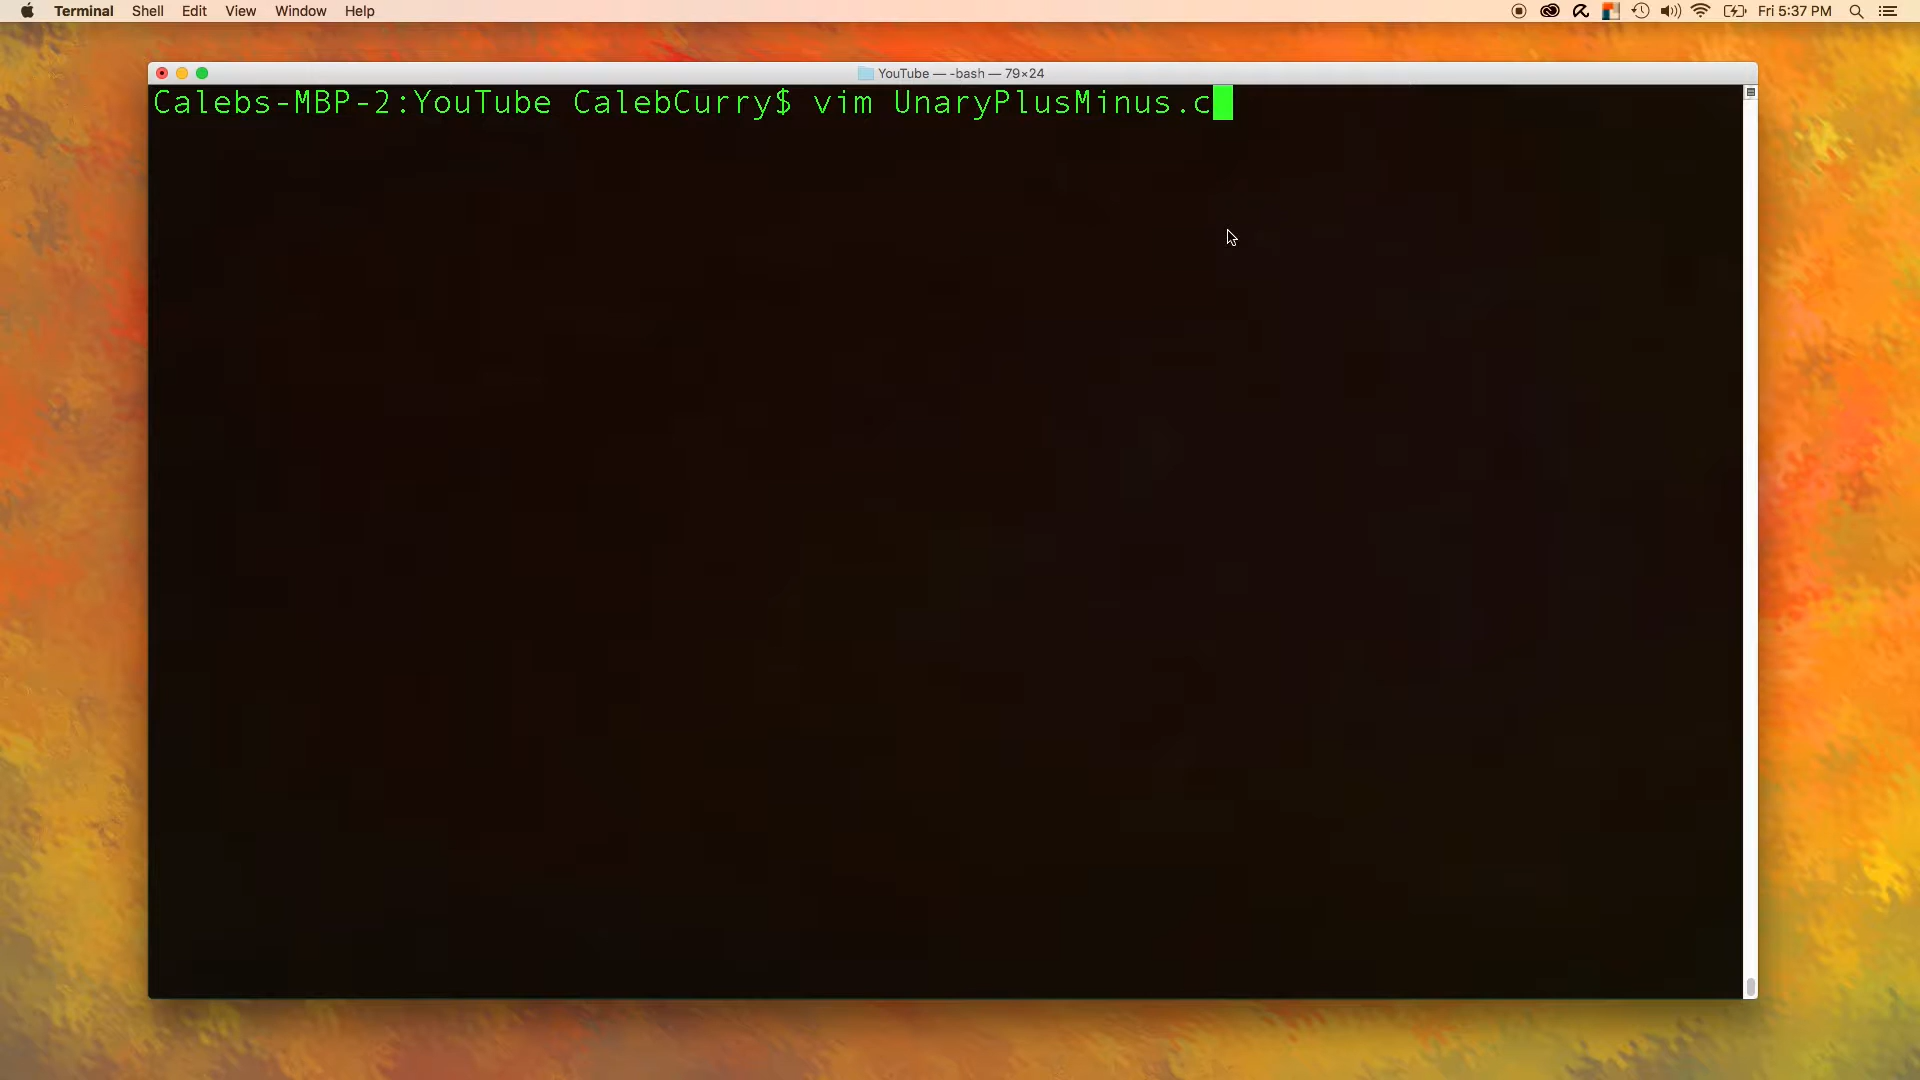 Terminal Shell Edit View Window Help Fri 5:37 PM
YouTube — -bash — 79×24
Calebs-MBP-2:YouTube CalebCurry$ vim UnaryPlusMinus.c